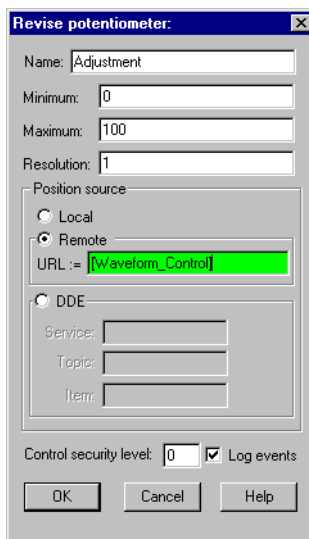 Revise potentiometer:
Name: Adjustment
Minimum: 0
Maximum: 100
Resolution: 1
Position source
Local
Remote
URL := [Waveform_Control]
DDE
Service:
Topic:
Item:
Control security level: 0 Log events
OK Cancel Help